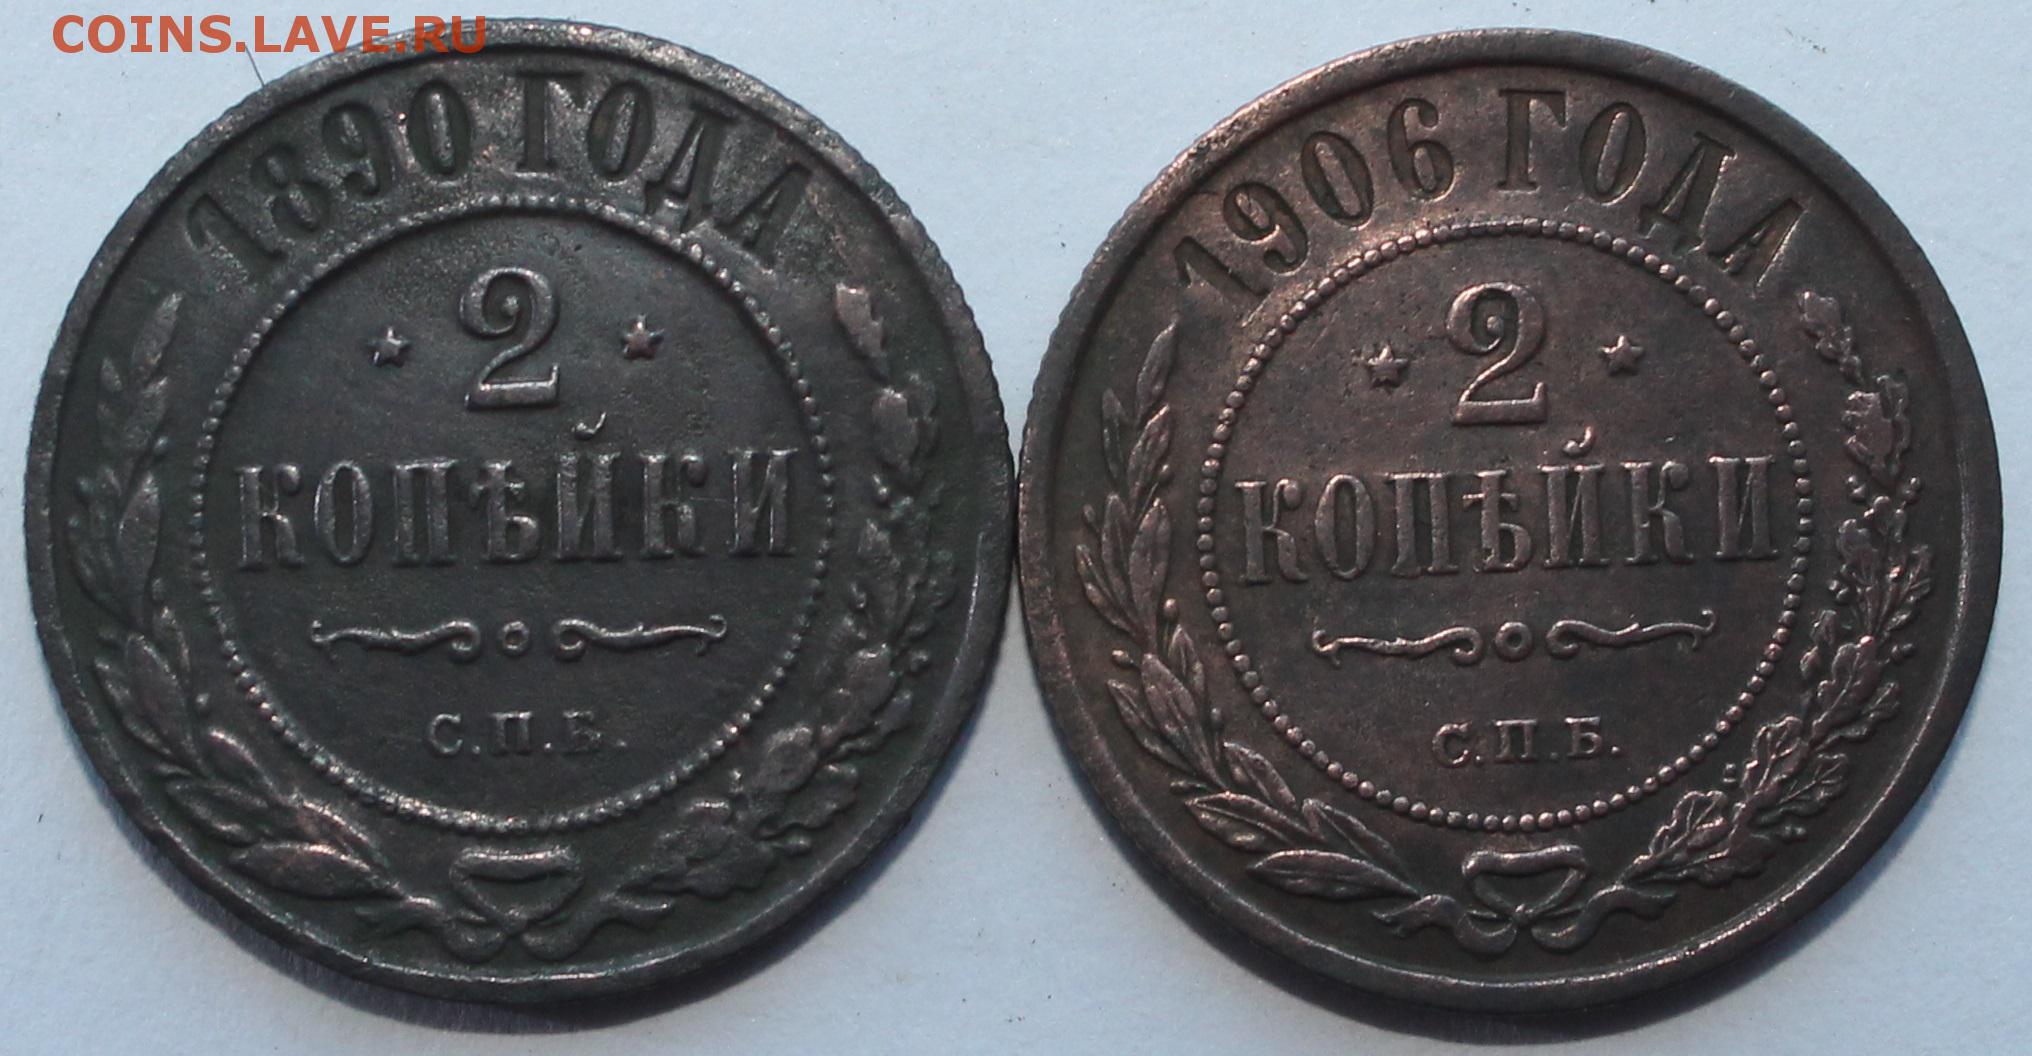 COINS.LAVE.RU
1890 ГОДА
2
КОПѢЙКИ
С.П.Б.
1906 ГОДА
2
КОПѢЙКИ
С.П.Б.